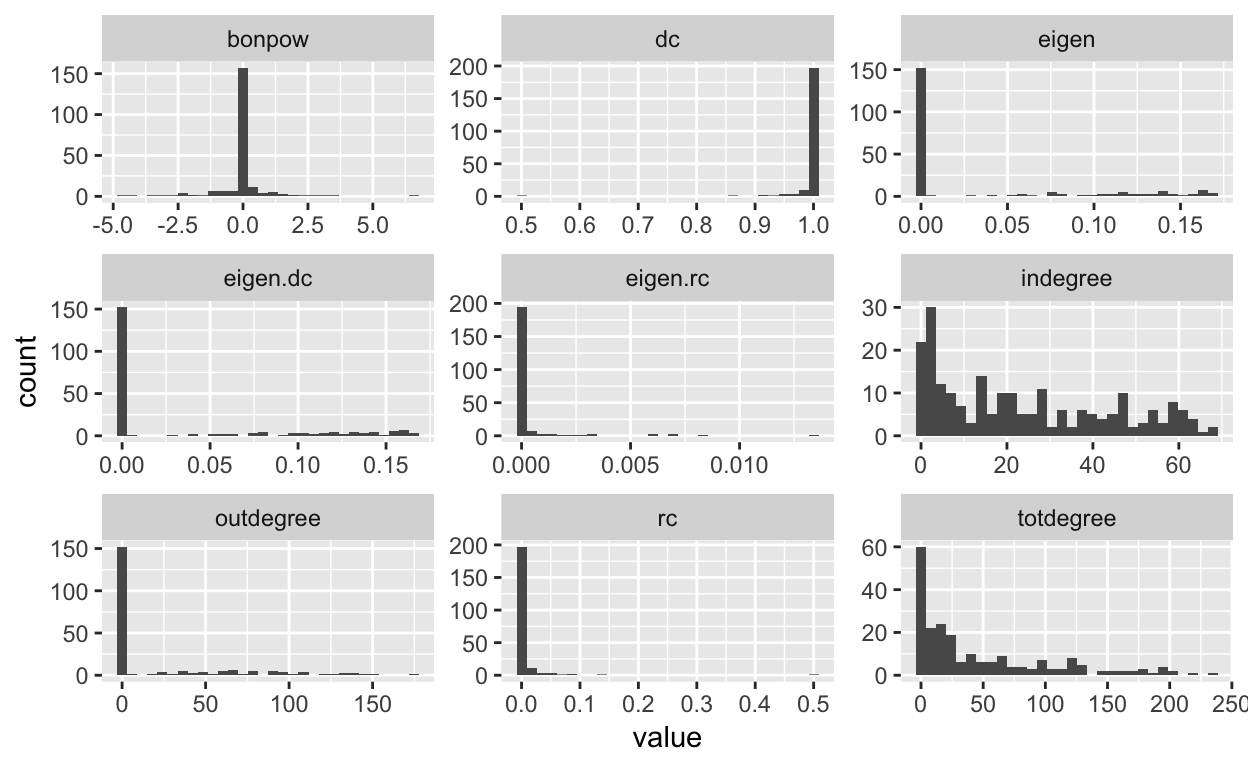 bonpow dc eigen
150 200 150
100 150 100
50 100 50
0 50 0
0
-5.0 -2.5 0.0 2.5 5.0 0.5 0.6 0.7 0.8 0.9 1.0 0.00 0.05 0.10 0.15
eigen.dc eigen.rc indegree
150 200 30
100 150 20
50 100 10
0 50 0
0
0.00 0.05 0.10 0.15 0.000 0.005 0.010 0 20 40 60
count
outdegree rc totdegree
150 200 60
100 150 40
50 100 20
0 50 0
0
0 50 100 150 0.0 0.1 0.2 0.3 0.4 0.5 0 50 100 150 200 250
value